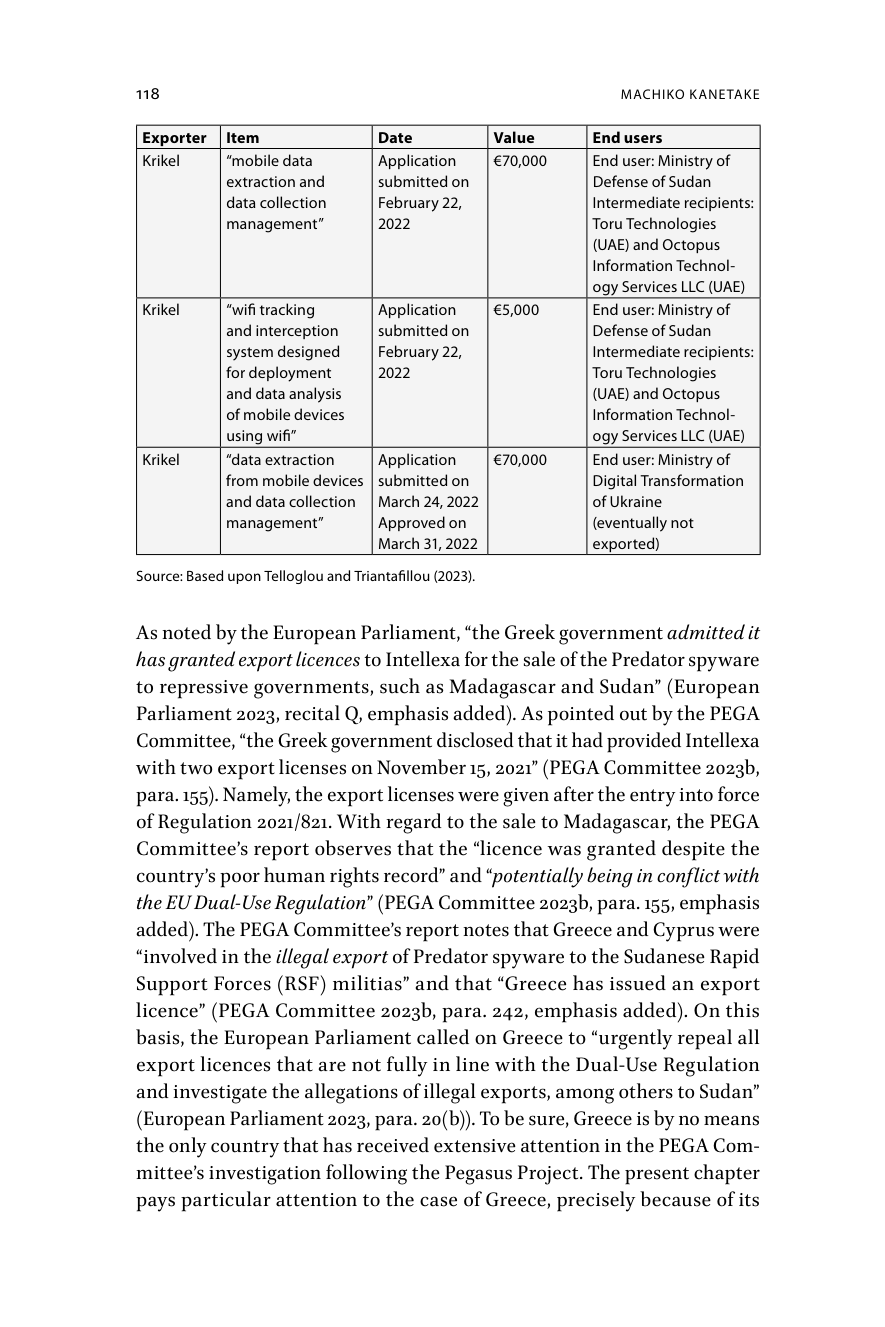 118
MACHIKO KANETAKE
Exporter Item Date Value End users
Krikel “mobile data Application €70,000 End user: Ministry of
extraction and submitted on Defense of Sudan
data collection February 22, Intermediate recipients:
management” 2022 Toru Technologies
(UAE) and Octopus
Information Technol-
ogy Services LLC (UAE)
Krikel “wifi tracking Application €5,000 End user: Ministry of
and interception submitted on Defense of Sudan
system designed February 22, Intermediate recipients:
for deployment 2022 Toru Technologies
and data analysis (UAE) and Octopus
of mobile devices Information Technol-
using wifi” ogy Services LLC (UAE)
Krikel “data extraction Application €70,000 End user: Ministry of
from mobile devices submitted on Digital Transformation
and data collection March 24, 2022 of Ukraine
management” Approved on (eventually not
March 31, 2022 exported)
Source: Based upon Telloglou and Triantafillou (2023).
As noted by the European Parliament, “the Greek government admitted it
has granted export licences to Intellexa for the sale of the Predator spyware
to repressive governments, such as Madagascar and Sudan” (European
Parliament 2023, recital Q, emphasis added). As pointed out by the PEGA
Committee, “the Greek government disclosed that it had provided Intellexa
with two export licenses on November 15, 2021” (PEGA Committee 2023b,
para. 155). Namely, the export licenses were given after the entry into force
of Regulation 2021/821. With regard to the sale to Madagascar, the PEGA
Committee’s report observes that the “licence was granted despite the
country’s poor human rights record” and “potentially being in conflict with
the EU Dual-Use Regulation” (PEGA Committee 2023b, para. 155, emphasis
added). The PEGA Committee’s report notes that Greece and Cyprus were
“involved in the illegal export of Predator spyware to the Sudanese Rapid
Support Forces (RSF) militias” and that “Greece has issued an export
licence” (PEGA Committee 2023b, para. 242, emphasis added). On this
basis, the European Parliament called on Greece to “urgently repeal all
export licences that are not fully in line with the Dual-Use Regulation
and investigate the allegations of illegal exports, among others to Sudan”
(European Parliament 2023, para. 20(b)). To be sure, Greece is by no means
the only country that has received extensive attention in the PEGA Com-
mittee’s investigation following the Pegasus Project. The present chapter
pays particular attention to the case of Greece, precisely because of its